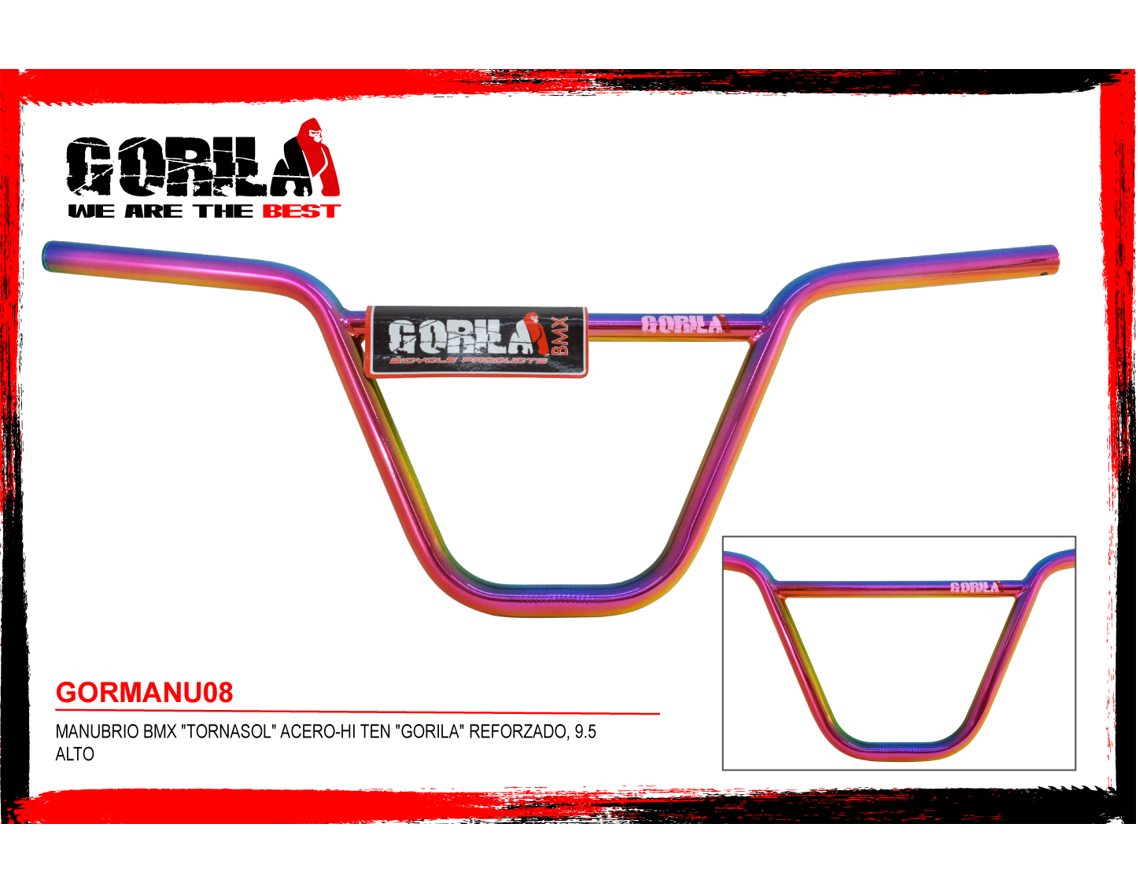 GORILA
WE ARE THE BEST
GORILA BMX
BICYCLE PRODUCTS
GORILA
GORILA
GORMANU08
MANUBRIO BMX "TORNASOL" ACERO-HI TEN "GORILA" REFORZADO, 9.5
ALTO